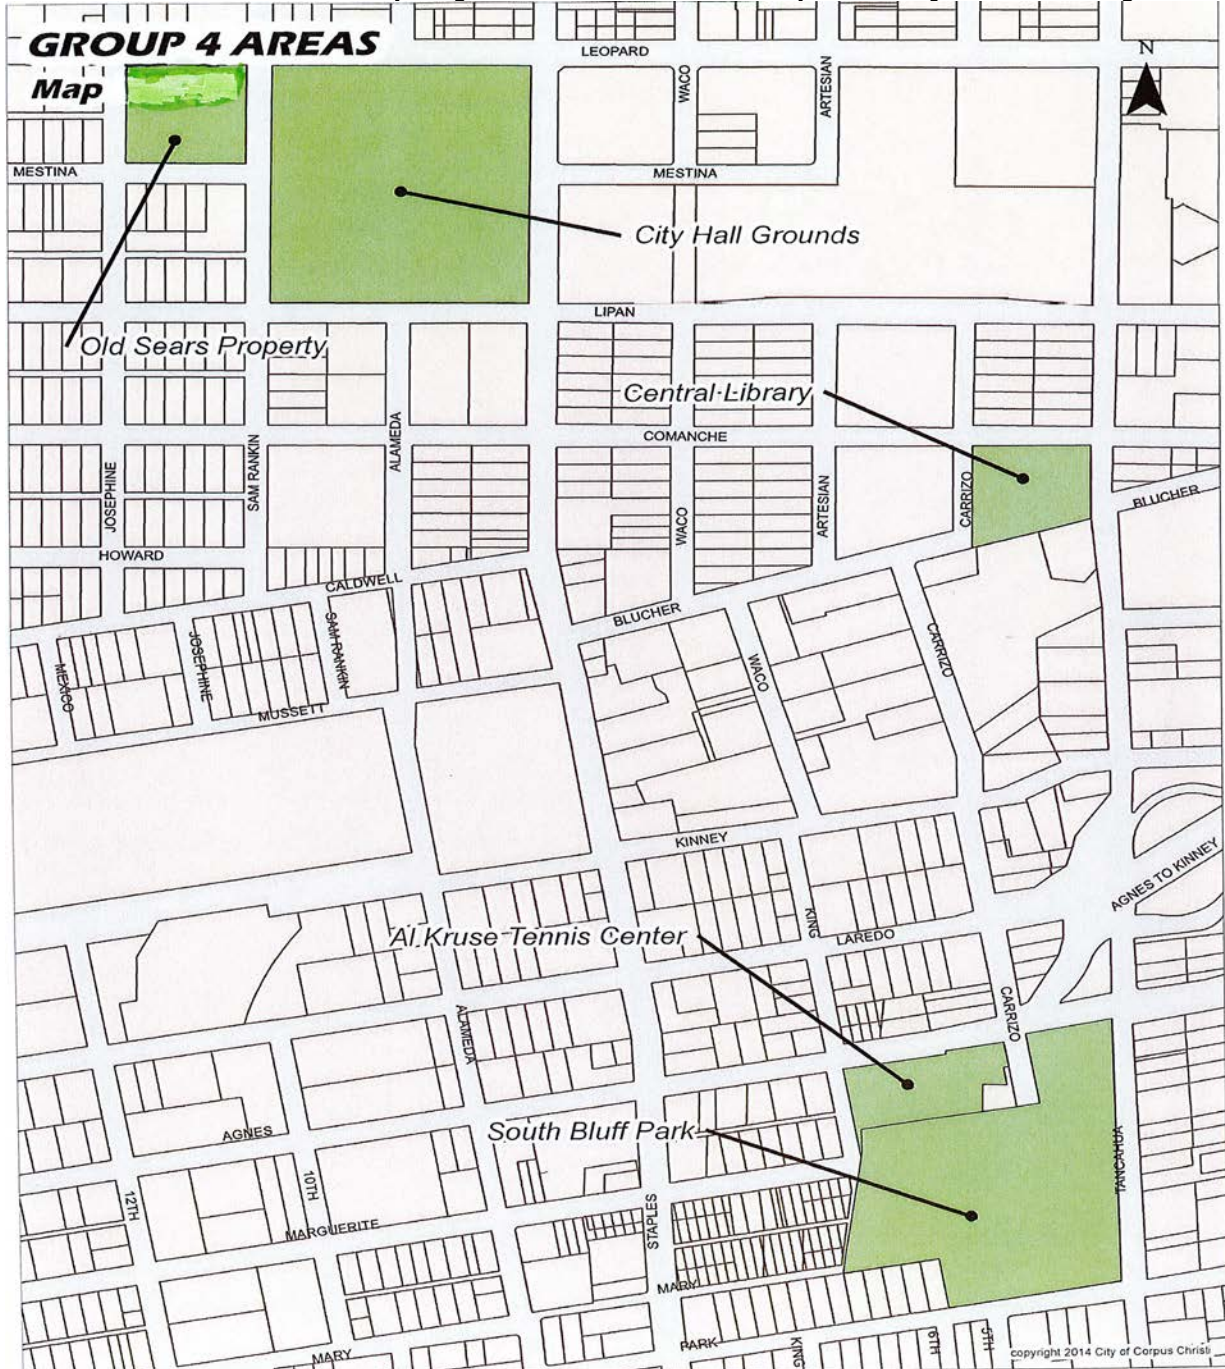 GROUP 4 AREAS
Map
N
LEOPARD
WACO
ARTESIAN
MESTINA
MESTINA
City Hall Grounds
LIPAN
Old Sears Property
Central Library
COMANCHE
ALAMEDA
SAM RANKIN
JOSEPHINE
WACO
ARTESIAN
CARRIZO
BLUCHER
HOWARD
CALDWELL
BLUCHER
SAM RANKIN
JOSEPHINE
MEXICO
WACO
CARRIZO
MUSSETT
KINNEY
AGNES TO KINNEY
Al Kruse Tennis Center
KING
LAREDO
CARRIZO
ALAMEDA
South Bluff Park
AGNES
TANCAHUA
10TH
12TH
STAPLES
MARGUERITE
MARY
PARK
KING
6TH
5TH
MARY
copyright 2014 City of Corpus Christi